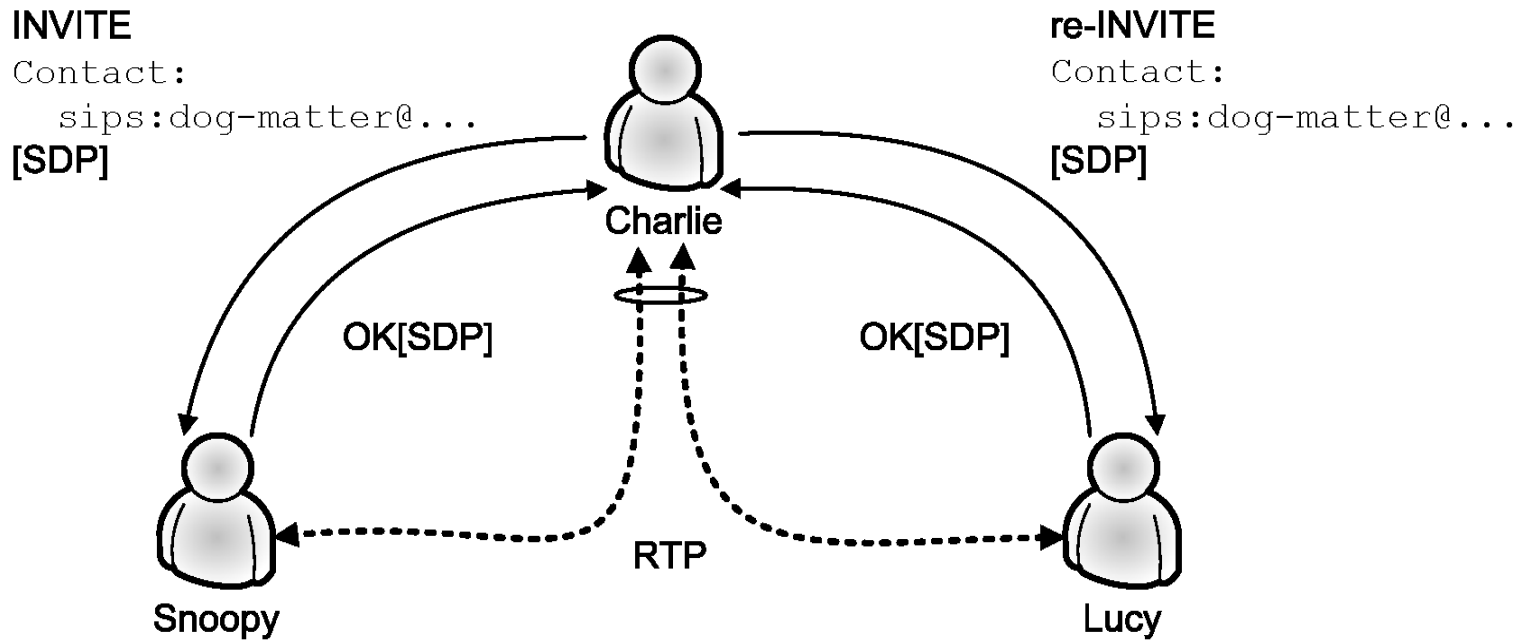 INVITE
Contact:
sips:dog-matter@...
[SDP]
re-INVITE
Contact:
sips:dog-matter@...
[SDP]
Charlie
OK[SDP]
OK[SDP]
RTP
Snoopy
Lucy